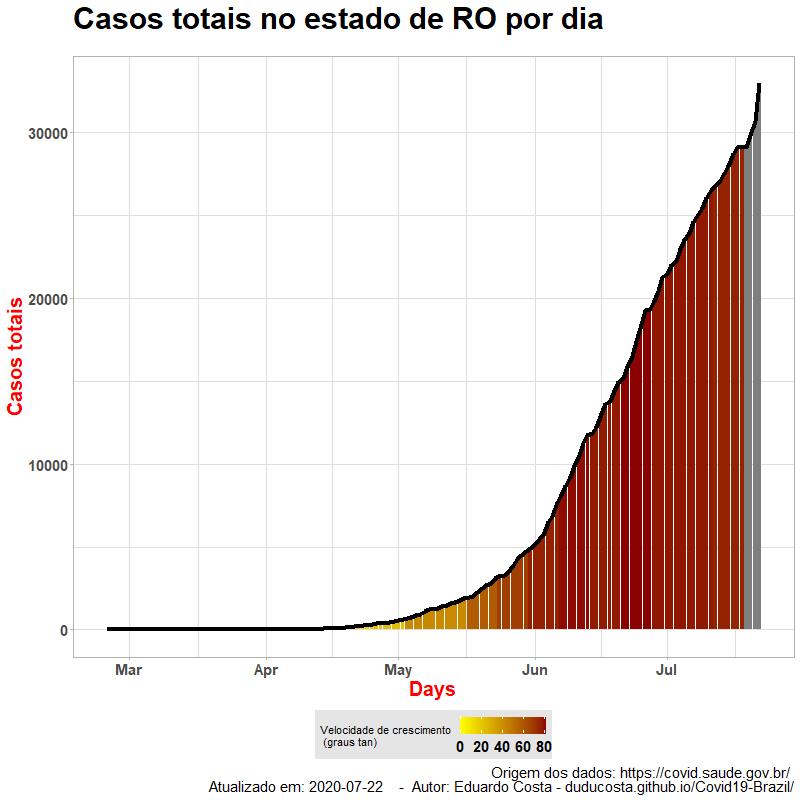 Casos totais no estado de RO por dia
Casos totais
30000
20000
10000
0
Mar Apr May Jun Jul
Days
Velocidade de crescimento
(graus tan)
0 20 40 60 80
Origem dos dados: https://covid.saude.gov.br/
Atualizado em: 2020-07-22 - Autor: Eduardo Costa - duducosta.github.io/Covid19-Brazil/